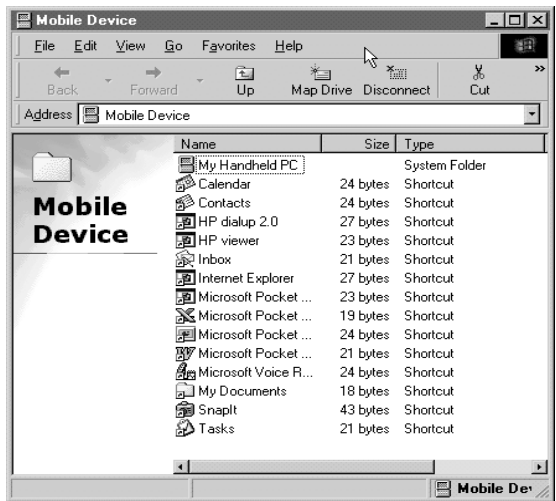 Mobile Device
File Edit View Go Favorites Help
Back Forward Up Map Drive Disconnect Cut »
Address Mobile Device
Mobile Device
Name Size Type
My Handheld PC System Folder
Calendar 24 bytes Shortcut
Contacts 24 bytes Shortcut
HP dialup 2.0 27 bytes Shortcut
HP viewer 23 bytes Shortcut
Inbox 21 bytes Shortcut
Internet Explorer 27 bytes Shortcut
Microsoft Pocket ... 23 bytes Shortcut
Microsoft Pocket ... 19 bytes Shortcut
Microsoft Pocket ... 24 bytes Shortcut
Microsoft Pocket ... 21 bytes Shortcut
Microsoft Voice R... 24 bytes Shortcut
My Documents 18 bytes Shortcut
SnapIt 43 bytes Shortcut
Tasks 21 bytes Shortcut
Mobile Dev